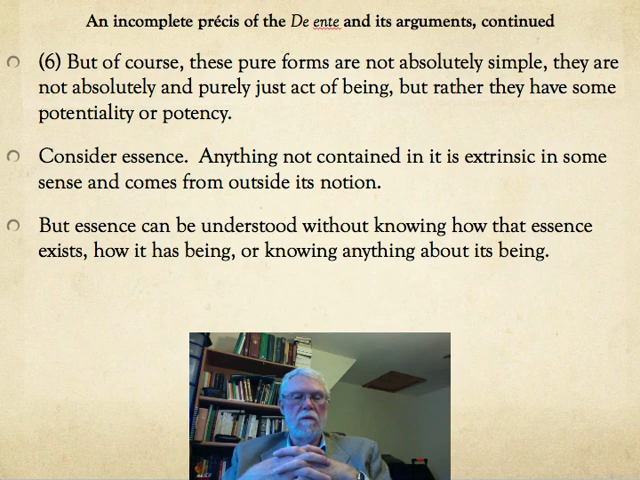 An incomplete précis of the De ente and its arguments, continued
(6) But of course, these pure forms are not absolutely simple, they are
not absolutely and purely just act of being, but rather they have some
potentiality or potency.
Consider essence.  Anything not contained in it is extrinsic in some
sense and comes from outside its notion.
But essence can be understood without knowing how that essence
exists, how it has being, or knowing anything about its being.